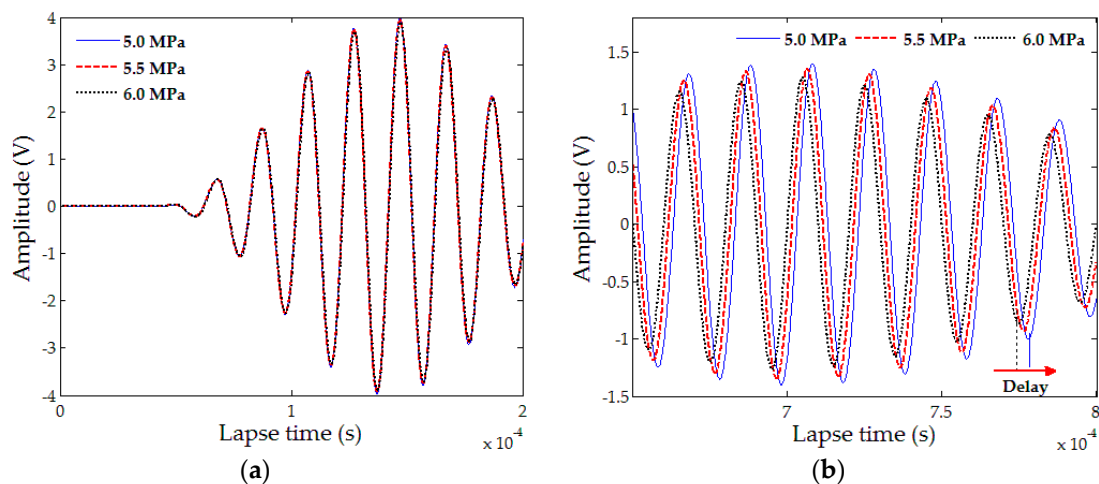 4
3
2
1
0
-1
-2
-3
-4
Amplitude (V)
5.0 MPa
5.5 MPa
6.0 MPa
0
1
2
Lapse time (s)
x 10⁻⁴
(a)
1.5
1
0.5
0
-0.5
-1
-1.5
Amplitude (V)
5.0 MPa 5.5 MPa 6.0 MPa
Delay
7
7.5
8
Lapse time (s)
x 10⁻⁴
(b)